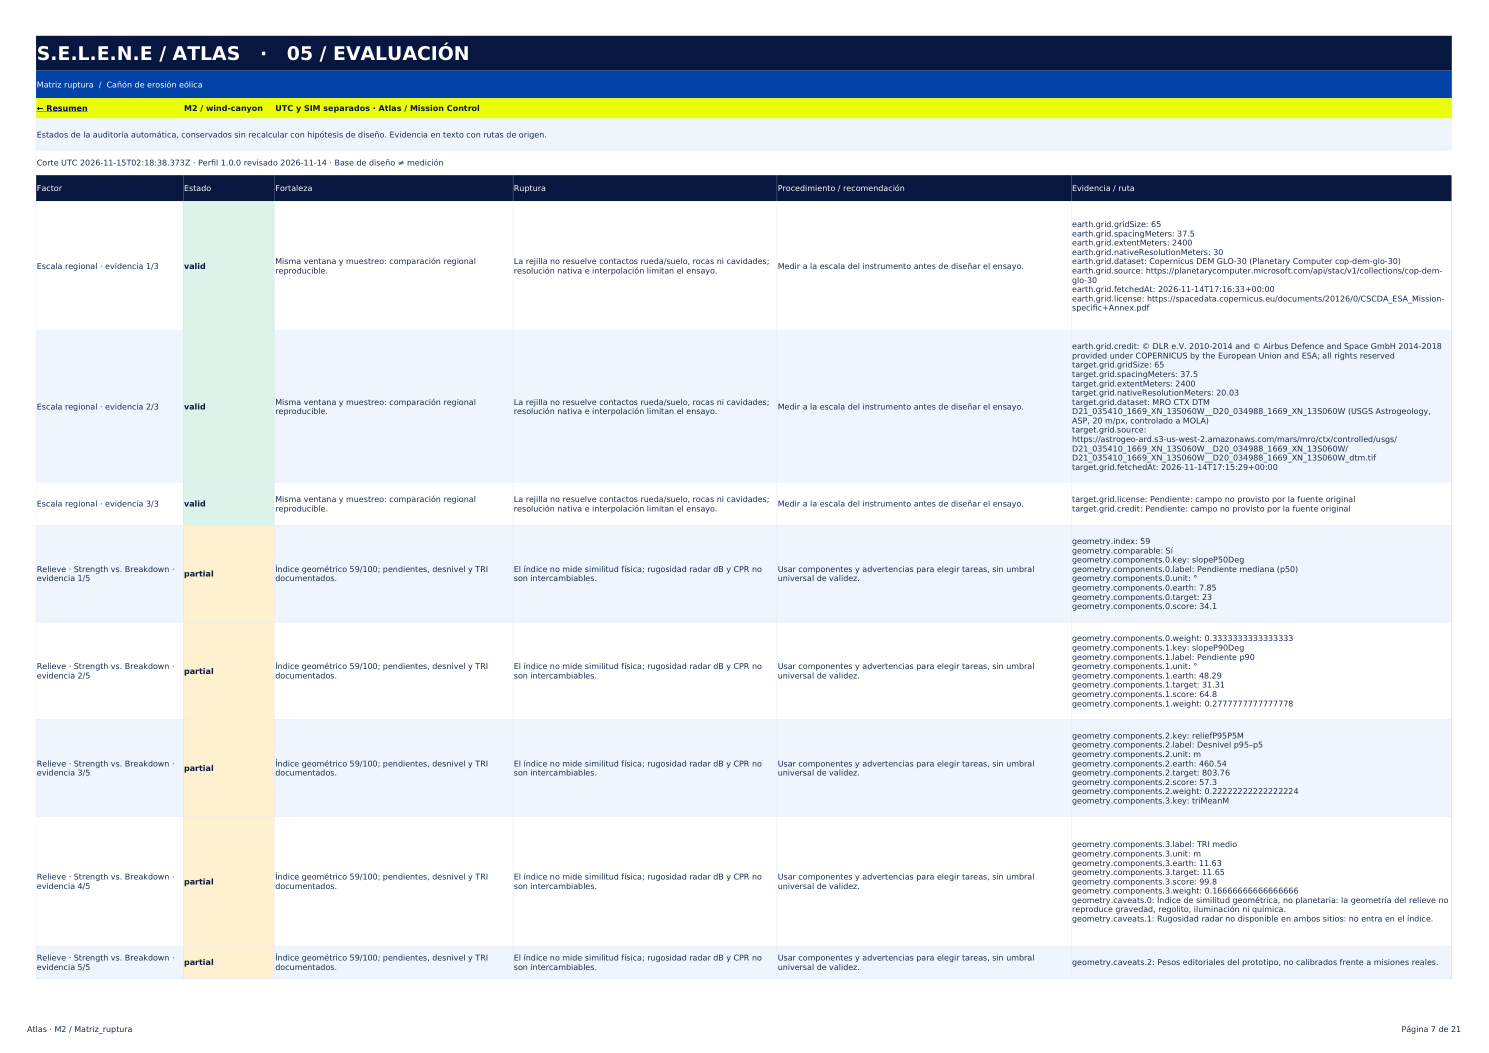 S.E.L.E.N.E / ATLAS · 05 / EVALUACIÓN
Matriz ruptura / Cañón de erosión eólica
← Resumen M2 / wind-canyon UTC y SIM separados · Atlas / Mission Control
Estados de la auditoría automática, conservados sin recalcular con hipótesis de diseño. Evidencia en texto con rutas de origen.
Corte UTC 2026-11-15T02:18:38.373Z · Perfil 1.0.0 revisado 2026-11-14 · Base de diseño ≠ medición
Factor Estado Fortaleza Ruptura Procedimiento / recomendación Evidencia / ruta
Escala regional · evidencia 1/3
valid
Misma ventana y muestreo: comparación regional
reproducible.
La rejilla no resuelve contactos rueda/suelo, rocas ni cavidades;
resolución nativa e interpolación limitan el ensayo.
Medir a la escala del instrumento antes de diseñar el ensayo.
earth.grid.gridSize: 65
earth.grid.spacingMeters: 37.5
earth.grid.extentMeters: 2400
earth.grid.nativeResolutionMeters: 30
earth.grid.dataset: Copernicus DEM GLO-30 (Planetary Computer cop-dem-glo-30)
earth.grid.source: https://planetarycomputer.microsoft.com/api/stac/v1/collections/cop-dem-
glo-30
earth.grid.fetchedAt: 2026-11-14T17:16:33+00:00
earth.grid.license: https://spacedata.copernicus.eu/documents/20126/0/CSCDA_ESA_Mission-
specific+Annex.pdf
Escala regional · evidencia 2/3
valid
Misma ventana y muestreo: comparación regional
reproducible.
La rejilla no resuelve contactos rueda/suelo, rocas ni cavidades;
resolución nativa e interpolación limitan el ensayo.
Medir a la escala del instrumento antes de diseñar el ensayo.
earth.grid.credit: © DLR e.V. 2010-2014 and © Airbus Defence and Space GmbH 2014-2018
provided under COPERNICUS by the European Union and ESA; all rights reserved
target.grid.gridSize: 65
target.grid.spacingMeters: 37.5
target.grid.extentMeters: 2400
target.grid.nativeResolutionMeters: 20.03
target.grid.dataset: MRO CTX DTM
D21_035410_1669_XN_13S060W__D20_034988_1669_XN_13S060W (USGS Astrogeology,
ASP, 20 m/px, controlado a MOLA)
target.grid.source:
https://astrogeo-ard.s3-us-west-2.amazonaws.com/mars/mro/ctx/controlled/usgs/
D21_035410_1669_XN_13S060W__D20_034988_1669_XN_13S060W/
D21_035410_1669_XN_13S060W__D20_034988_1669_XN_13S060W_dtm.tif
target.grid.fetchedAt: 2026-11-14T17:15:29+00:00
Escala regional · evidencia 3/3
valid
Misma ventana y muestreo: comparación regional
reproducible.
La rejilla no resuelve contactos rueda/suelo, rocas ni cavidades;
resolución nativa e interpolación limitan el ensayo.
Medir a la escala del instrumento antes de diseñar el ensayo.
target.grid.license: Pendiente: campo no provisto por la fuente original
target.grid.credit: Pendiente: campo no provisto por la fuente original
Relieve · Strength vs. Breakdown ·
evidencia 1/5
partial
Índice geométrico 59/100; pendientes, desnivel y TRI
documentados.
El índice no mide similitud física; rugosidad radar dB y CPR no
son intercambiables.
Usar componentes y advertencias para elegir tareas, sin umbral
universal de validez.
geometry.index: 59
geometry.comparable: Sí
geometry.components.0.key: slopeP50Deg
geometry.components.0.label: Pendiente mediana (p50)
geometry.components.0.unit: °
geometry.components.0.earth: 7.85
geometry.components.0.target: 23
geometry.components.0.score: 34.1
Relieve · Strength vs. Breakdown ·
evidencia 2/5
partial
Índice geométrico 59/100; pendientes, desnivel y TRI
documentados.
El índice no mide similitud física; rugosidad radar dB y CPR no
son intercambiables.
Usar componentes y advertencias para elegir tareas, sin umbral
universal de validez.
geometry.components.0.weight: 0.3333333333333333
geometry.components.1.key: slopeP90Deg
geometry.components.1.label: Pendiente p90
geometry.components.1.unit: °
geometry.components.1.earth: 48.29
geometry.components.1.target: 31.31
geometry.components.1.score: 64.8
geometry.components.1.weight: 0.2777777777777778
Relieve · Strength vs. Breakdown ·
evidencia 3/5
partial
Índice geométrico 59/100; pendientes, desnivel y TRI
documentados.
El índice no mide similitud física; rugosidad radar dB y CPR no
son intercambiables.
Usar componentes y advertencias para elegir tareas, sin umbral
universal de validez.
geometry.components.2.key: reliefP95P5M
geometry.components.2.label: Desnivel p95–p5
geometry.components.2.unit: m
geometry.components.2.earth: 460.54
geometry.components.2.target: 803.76
geometry.components.2.score: 57.3
geometry.components.2.weight: 0.22222222222222224
geometry.components.3.key: triMeanM
Relieve · Strength vs. Breakdown ·
evidencia 4/5
partial
Índice geométrico 59/100; pendientes, desnivel y TRI
documentados.
El índice no mide similitud física; rugosidad radar dB y CPR no
son intercambiables.
Usar componentes y advertencias para elegir tareas, sin umbral
universal de validez.
geometry.components.3.label: TRI medio
geometry.components.3.unit: m
geometry.components.3.earth: 11.63
geometry.components.3.target: 11.65
geometry.components.3.score: 99.8
geometry.components.3.weight: 0.16666666666666666
geometry.caveats.0: Índice de similitud geométrica, no planetaria: la geometría del relieve no
reproduce gravedad, regolito, iluminación ni química.
geometry.caveats.1: Rugosidad radar no disponible en ambos sitios: no entra en el índice.
Relieve · Strength vs. Breakdown ·
evidencia 5/5
partial
Índice geométrico 59/100; pendientes, desnivel y TRI
documentados.
El índice no mide similitud física; rugosidad radar dB y CPR no
son intercambiables.
Usar componentes y advertencias para elegir tareas, sin umbral
universal de validez.
geometry.caveats.2: Pesos editoriales del prototipo, no calibrados frente a misiones reales.
Atlas · M2 / Matriz_ruptura
Página 7 de 21